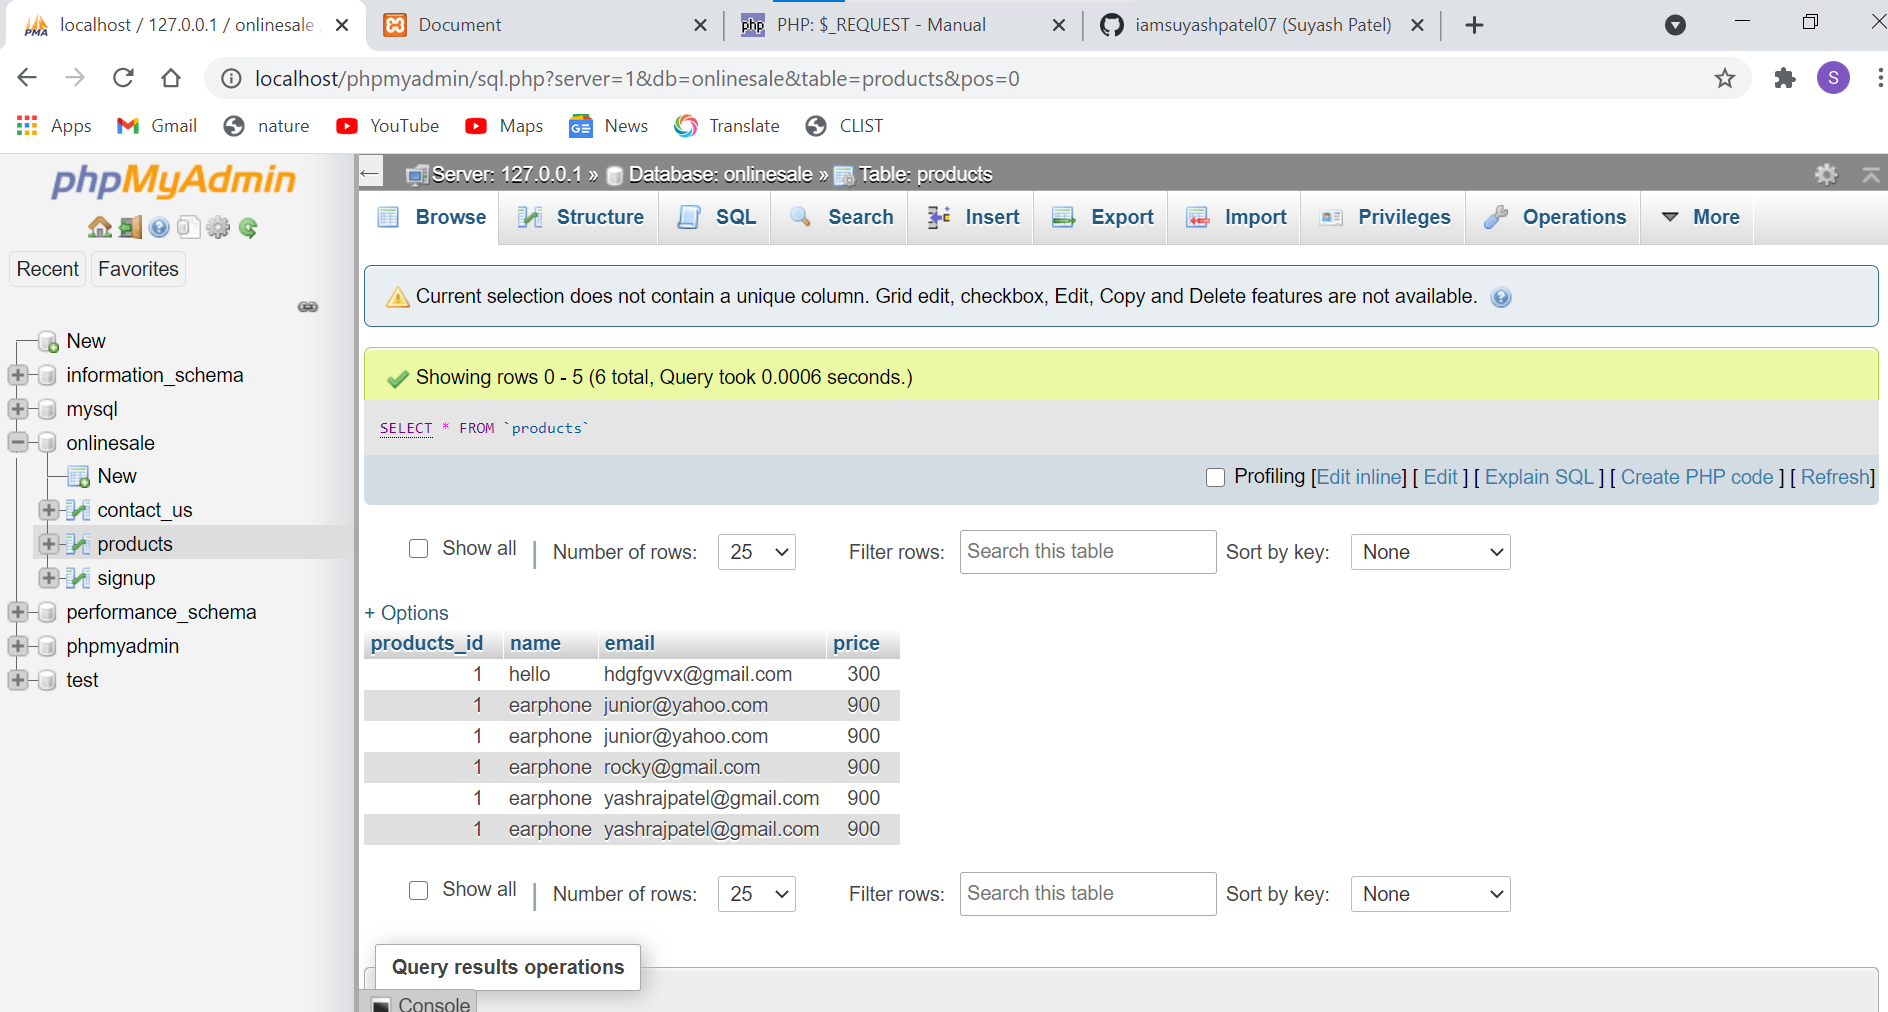 localhost / 127.0.0.1 / onlinesale
Document
PHP: $_REQUEST - Manual
iamsuyashpatel07 (Suyash Patel)
localhost/phpmyadmin/sql.php?server=1&db=onlinesale&table=products&pos=0
S
Apps Gmail nature YouTube Maps News Translate CLIST
phpMyAdmin
Recent Favorites
New
information_schema
mysql
onlinesale
New
contact_us
products
signup
performance_schema
phpmyadmin
test
Server: 127.0.0.1 » Database: onlinesale » Table: products
Browse Structure SQL Search Insert Export Import Privileges Operations More
Current selection does not contain a unique column. Grid edit, checkbox, Edit, Copy and Delete features are not available.
Showing rows 0 - 5 (6 total, Query took 0.0006 seconds.)
SELECT * FROM `products`
Profiling [Edit inline] [ Edit ] [ Explain SQL ] [ Create PHP code ] [ Refresh]
Show all | Number of rows: 25 Filter rows: Search this table Sort by key: None
+ Options
products_id name email price
1 hello hdgfgvvx@gmail.com 300
1 earphone junior@yahoo.com 900
1 earphone junior@yahoo.com 900
1 earphone rocky@gmail.com 900
1 earphone yashrajpatel@gmail.com 900
1 earphone yashrajpatel@gmail.com 900
Show all | Number of rows: 25 Filter rows: Search this table Sort by key: None
Query results operations
Console